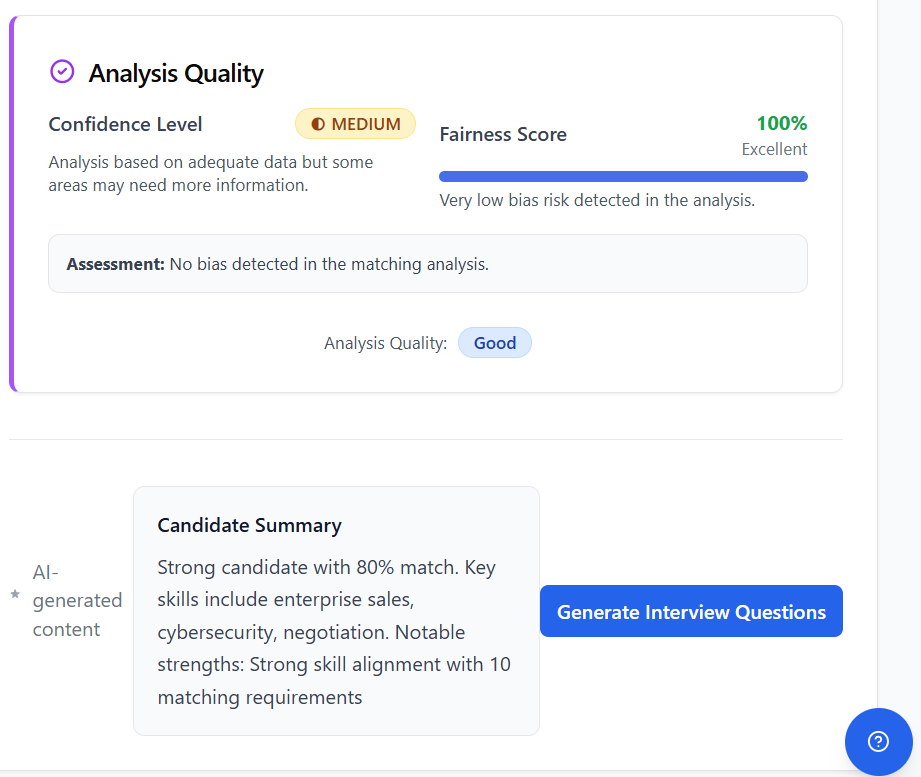 Analysis Quality
Confidence Level
MEDIUM
Analysis based on adequate data but some
areas may need more information.
Fairness Score
100%
Excellent
Very low bias risk detected in the analysis.
Assessment: No bias detected in the matching analysis.
Analysis Quality: Good
AI-
generated
content
Candidate Summary
Strong candidate with 80% match. Key
skills include enterprise sales,
cybersecurity, negotiation. Notable
strengths: Strong skill alignment with 10
matching requirements
Generate Interview Questions
?